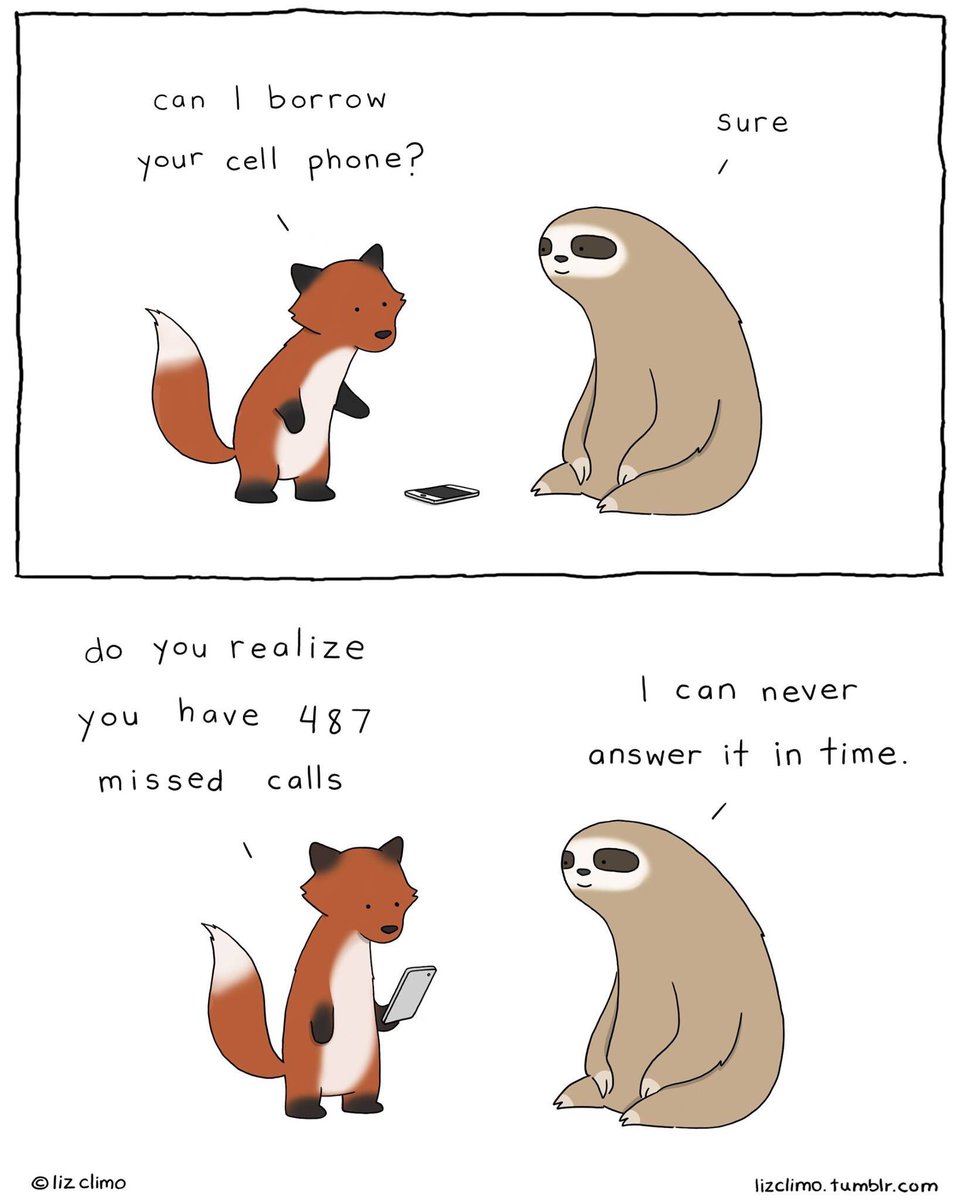 can I borrow
your cell phone?
sure
do you realize
you have 487
missed calls
I can never
answer it in time.
©liz climo
lizclimo.tumblr.com